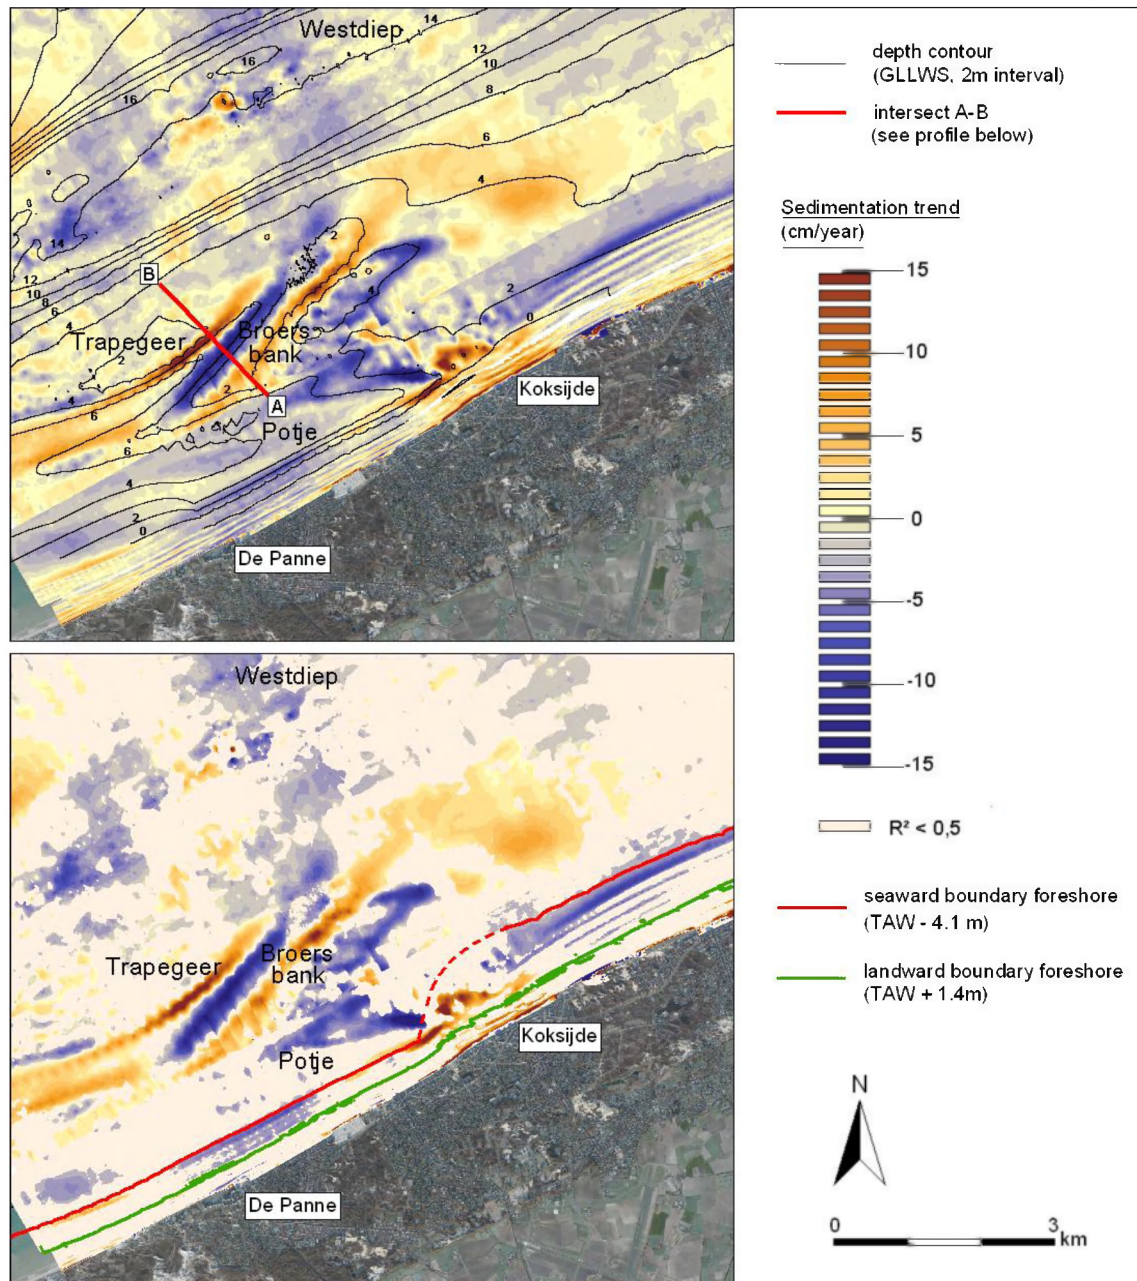 Westdiep
14
12
10
8
16
16
6
4
14
2
B
12
10
8
6
4
4
2
0
Trapegeer
Broers
bank
2
4
6
2
A
Koksijde
Potje
6
4
2
0
De Panne
Westdiep
Trapegeer
Broers
bank
Potje
Koksijde
De Panne
depth contour
(GLLWS, 2m interval)
intersect A-B
(see profile below)
Sedimentation trend
(cm/year)
15
10
5
0
-5
-10
-15
R² < 0,5
seaward boundary foreshore
(TAW - 4.1 m)
landward boundary foreshore
(TAW + 1.4m)
N
0
3
km